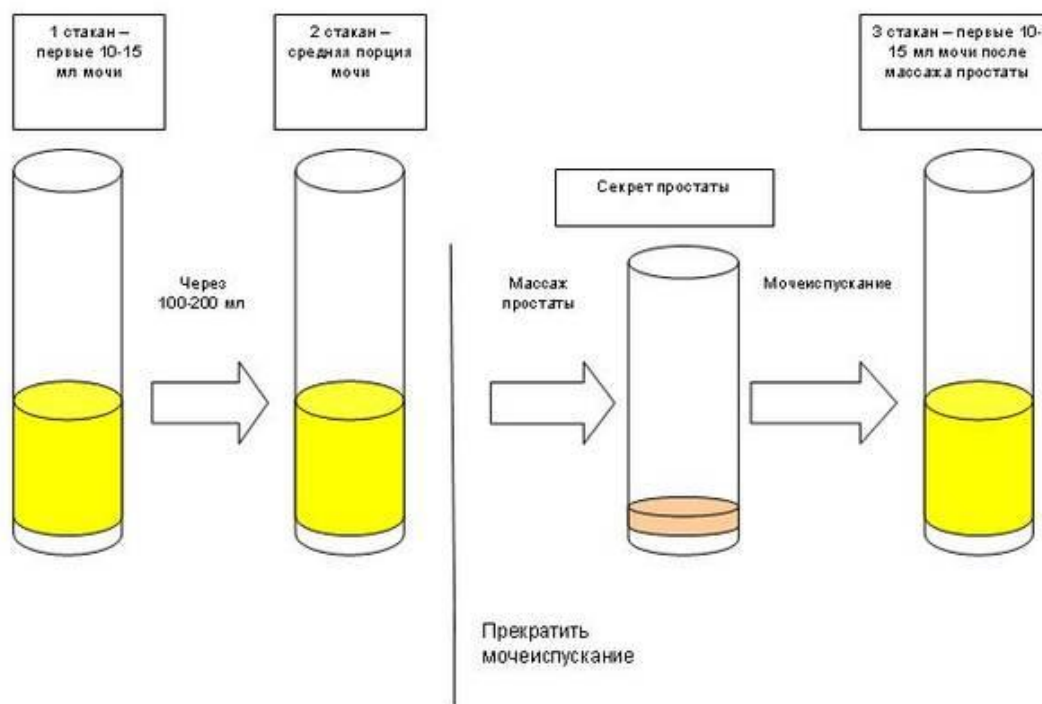 1 стакан –
первые 10-15
мл мочи
2 стакан –
средняя порция
мочи
3 стакан – первые 10-
15 мл мочи после
массажа простаты
Секрет простаты
Через
100-200 мл
Массаж
простаты
Мочеиспускание
Прекратить
мочеиспускание